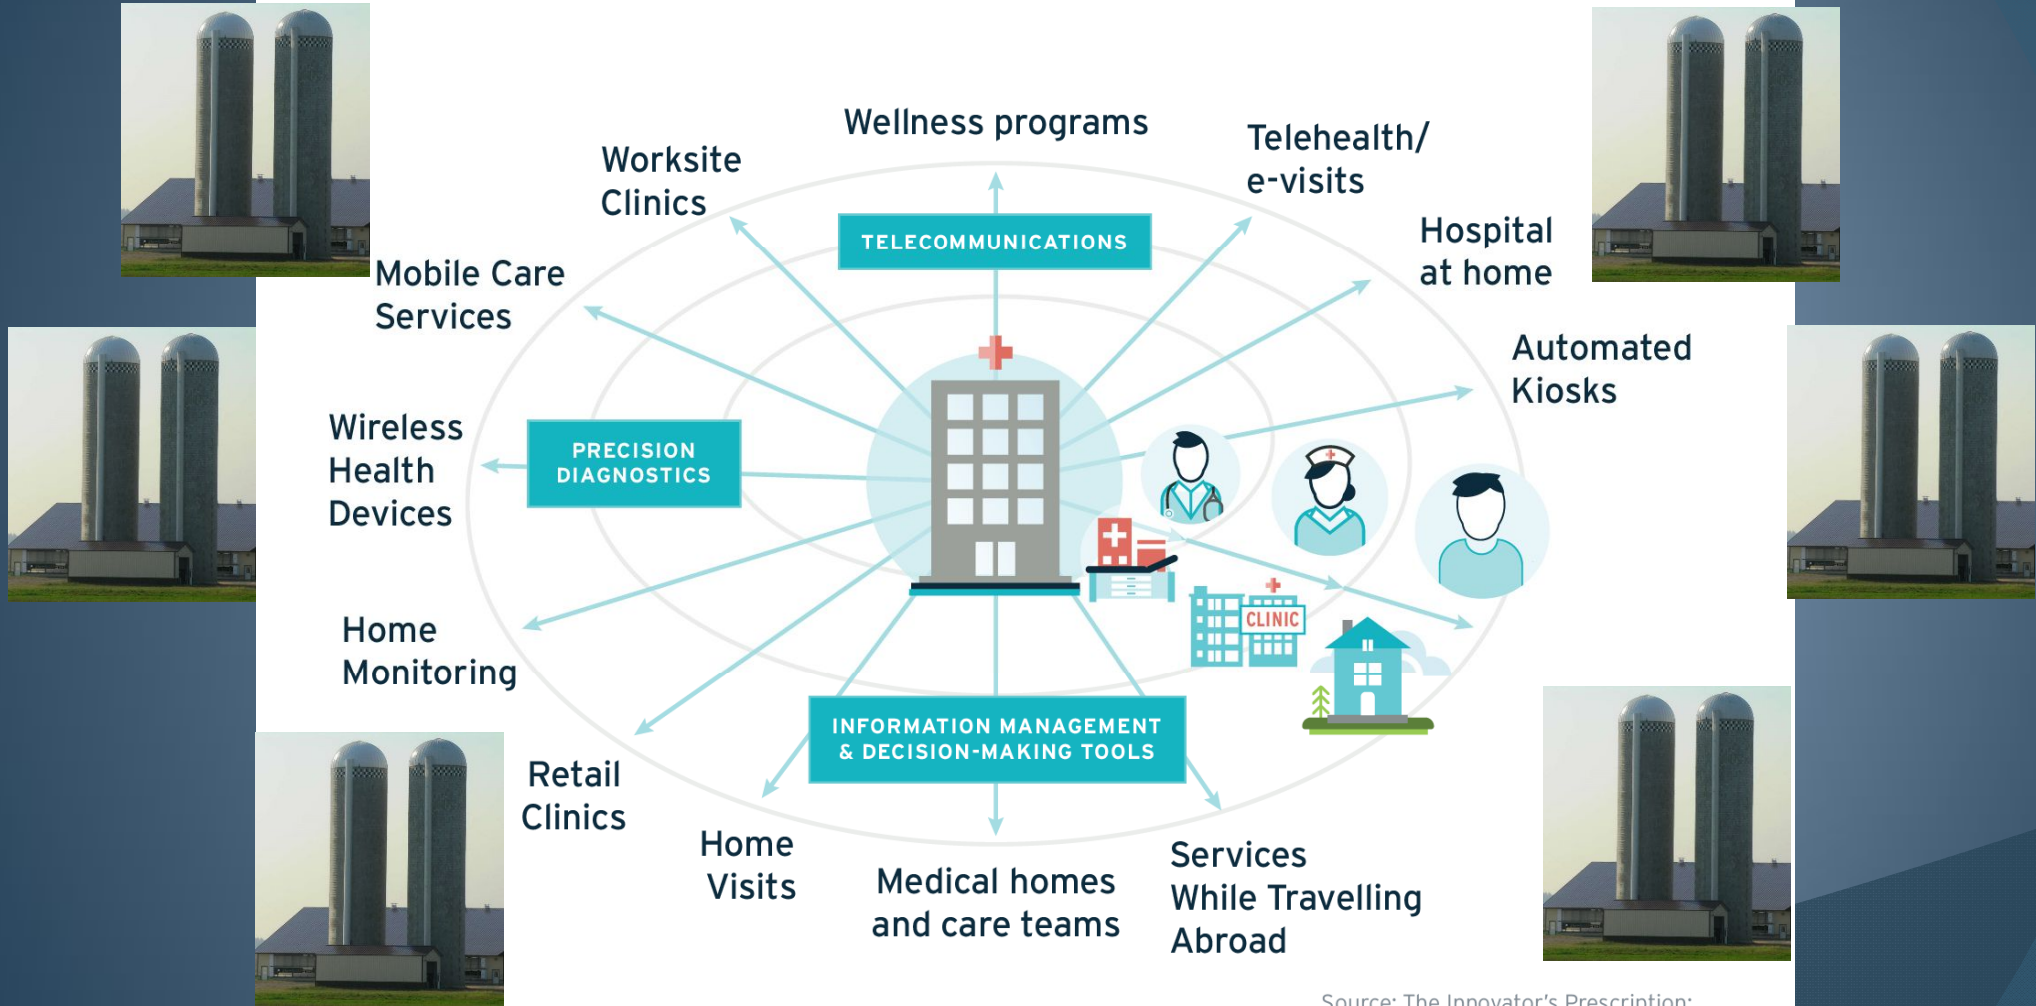 Wellness programs
Telehealth/
e-visits
Worksite
Clinics
TELECOMMUNICATIONS
Hospital
at home
Mobile Care
Services
Automated
Kiosks
Wireless
Health
Devices
PRECISION
DIAGNOSTICS
CLINIC
Home
Monitoring
INFORMATION MANAGEMENT
& DECISION-MAKING TOOLS
Retail
Clinics
Home
Visits
Medical homes
and care teams
Services
While Travelling
Abroad
Source: The Innovator's Prescription: